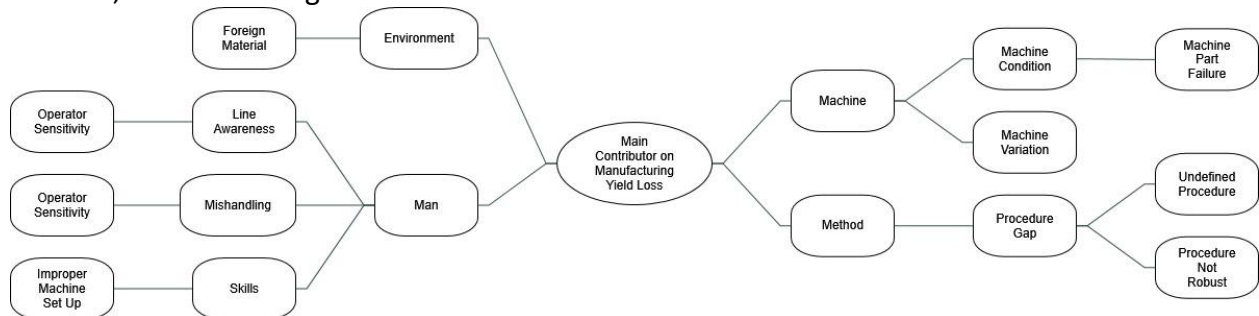 Foreign
Material
Environment
Operator
Sensitivity
Line
Awareness
Operator
Sensitivity
Mishandling
Man
Improper
Machine
Set Up
Skills
Main
Contributor on
Manufacturing
Yield Loss
Machine
Machine
Condition
Machine
Part
Failure
Machine
Variation
Method
Procedure
Gap
Undefined
Procedure
Procedure
Not
Robust